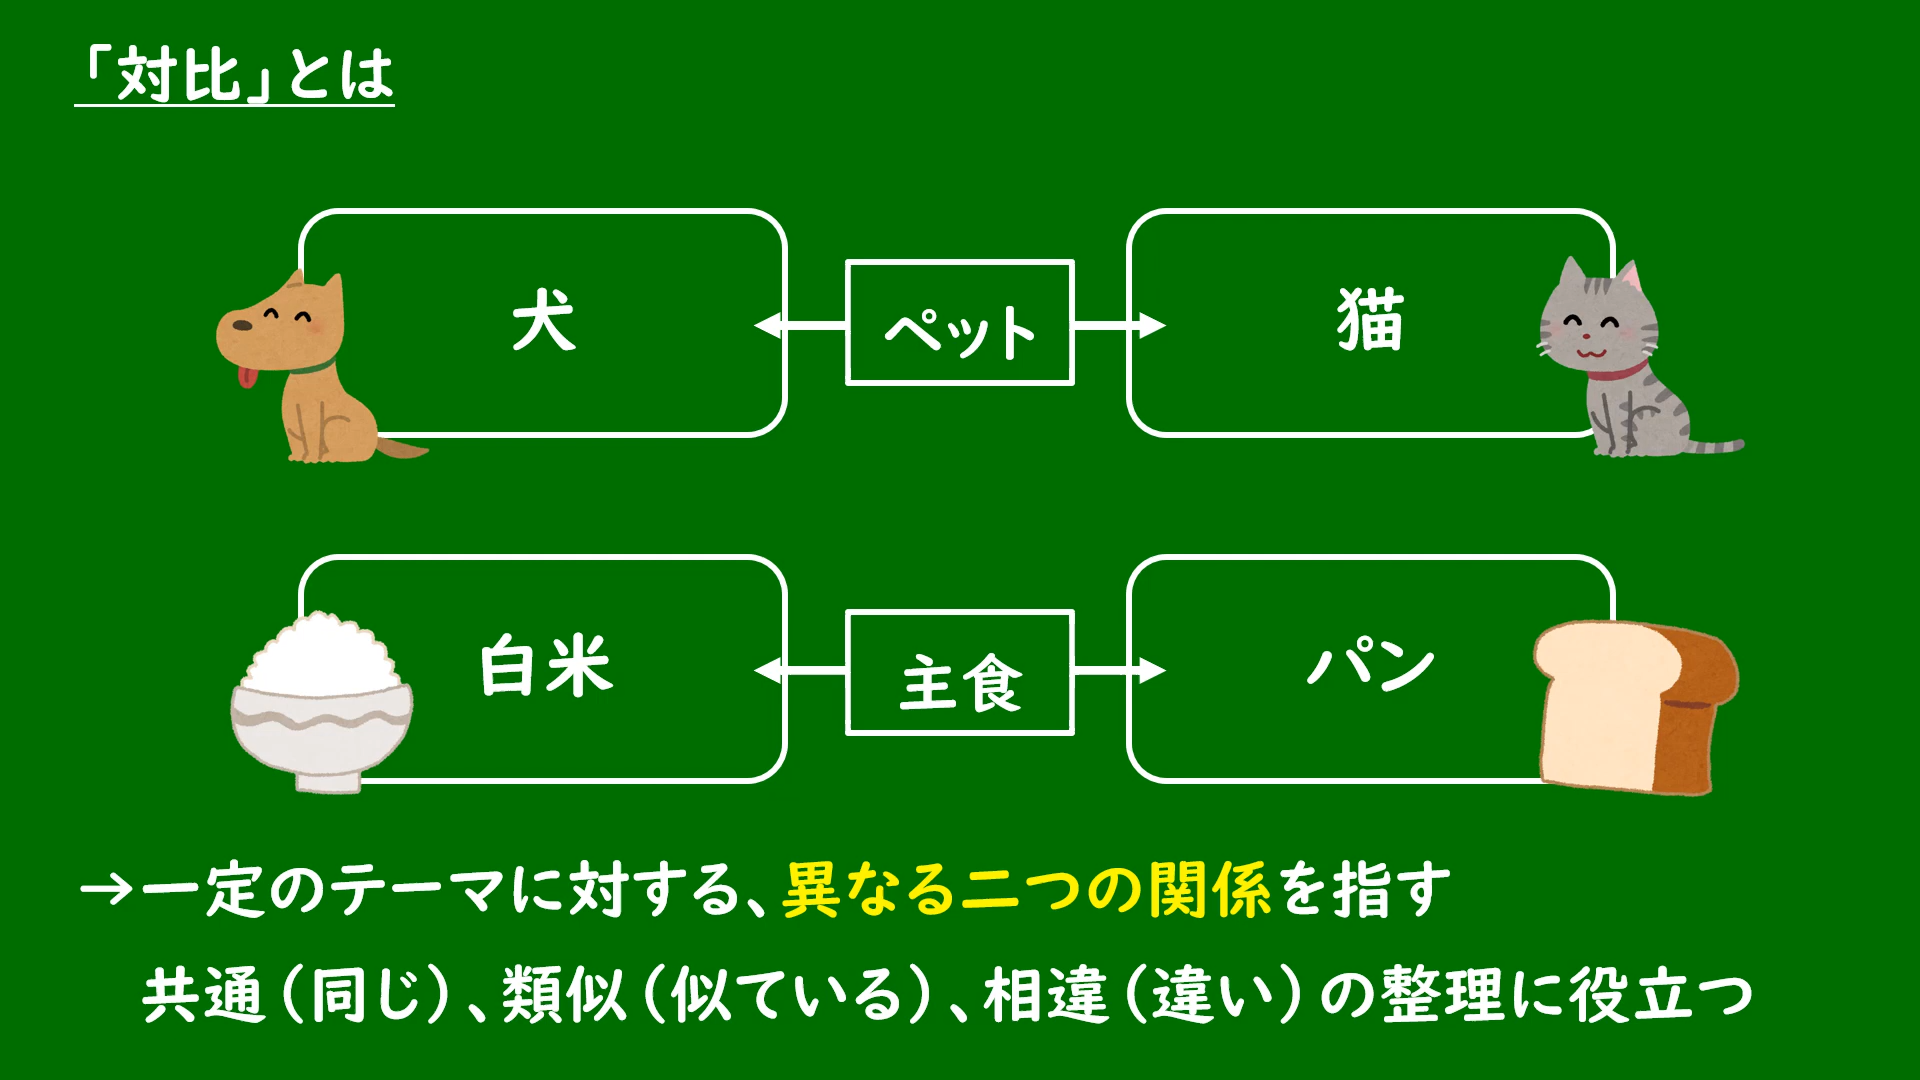 「対比」とは
犬
ペット
猫
白米
主食
パン
→一定のテーマに対する、異なる二つの関係を指す
共通（同じ）、類似（似ている）、相違（違い）の整理に役立つ